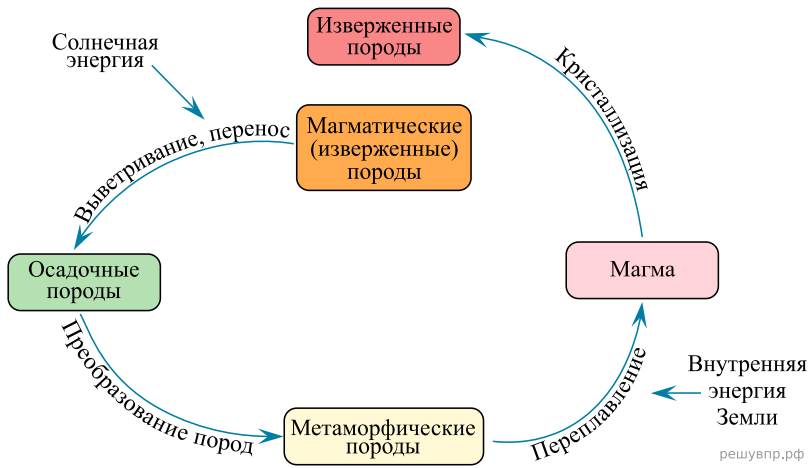 Изверженные
породы
Солнечная
энергия
Кристаллизация
Магматические
(изверженные)
породы
Выветривание, перенос
Осадочные
породы
Магма
Преобразование пород
Переплавление
Внутренняя
энергия
Земли
Метаморфические
породы
решувпр.рф